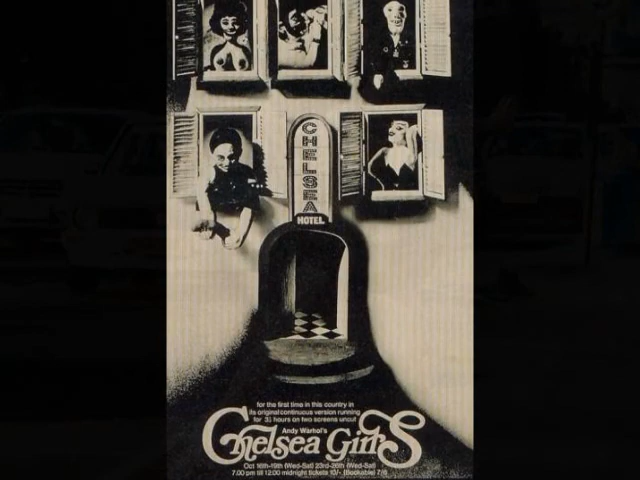 CHELSEA
HOTEL
for the first time in this country in
its original continuous version running
for 3½ hours on two screens uncut
Andy Warhol's
Chelsea Girls
Oct 16th-19th (Wed-Sat) 23rd-26th (Wed-Sat)
7.00 pm till 12.00 midnight tickets 10/- (Bookable) 7/6